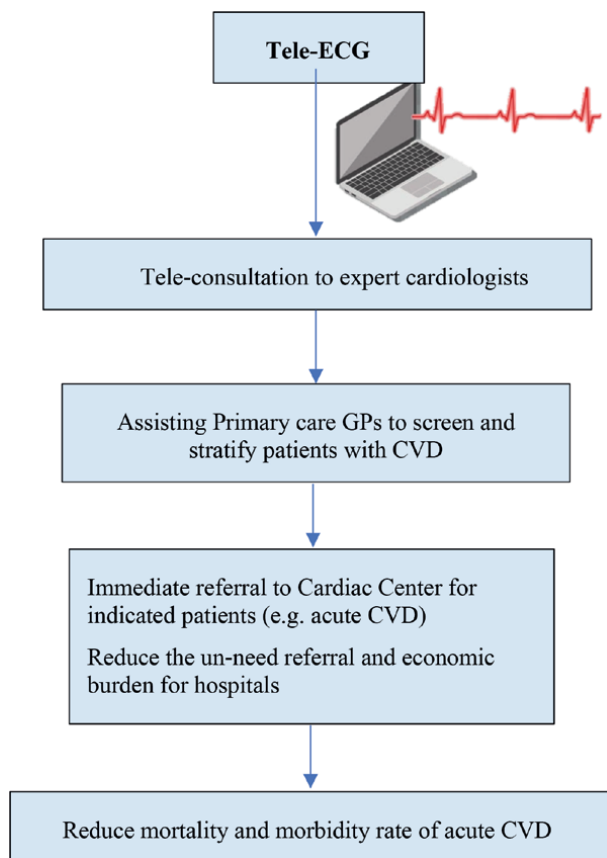 Tele-ECG
Tele-consultation to expert cardiologists
Assisting Primary care GPs to screen and
stratify patients with CVD
Immediate referral to Cardiac Center for
indicated patients (e.g. acute CVD)
Reduce the un-need referral and economic
burden for hospitals
Reduce mortality and morbidity rate of acute CVD